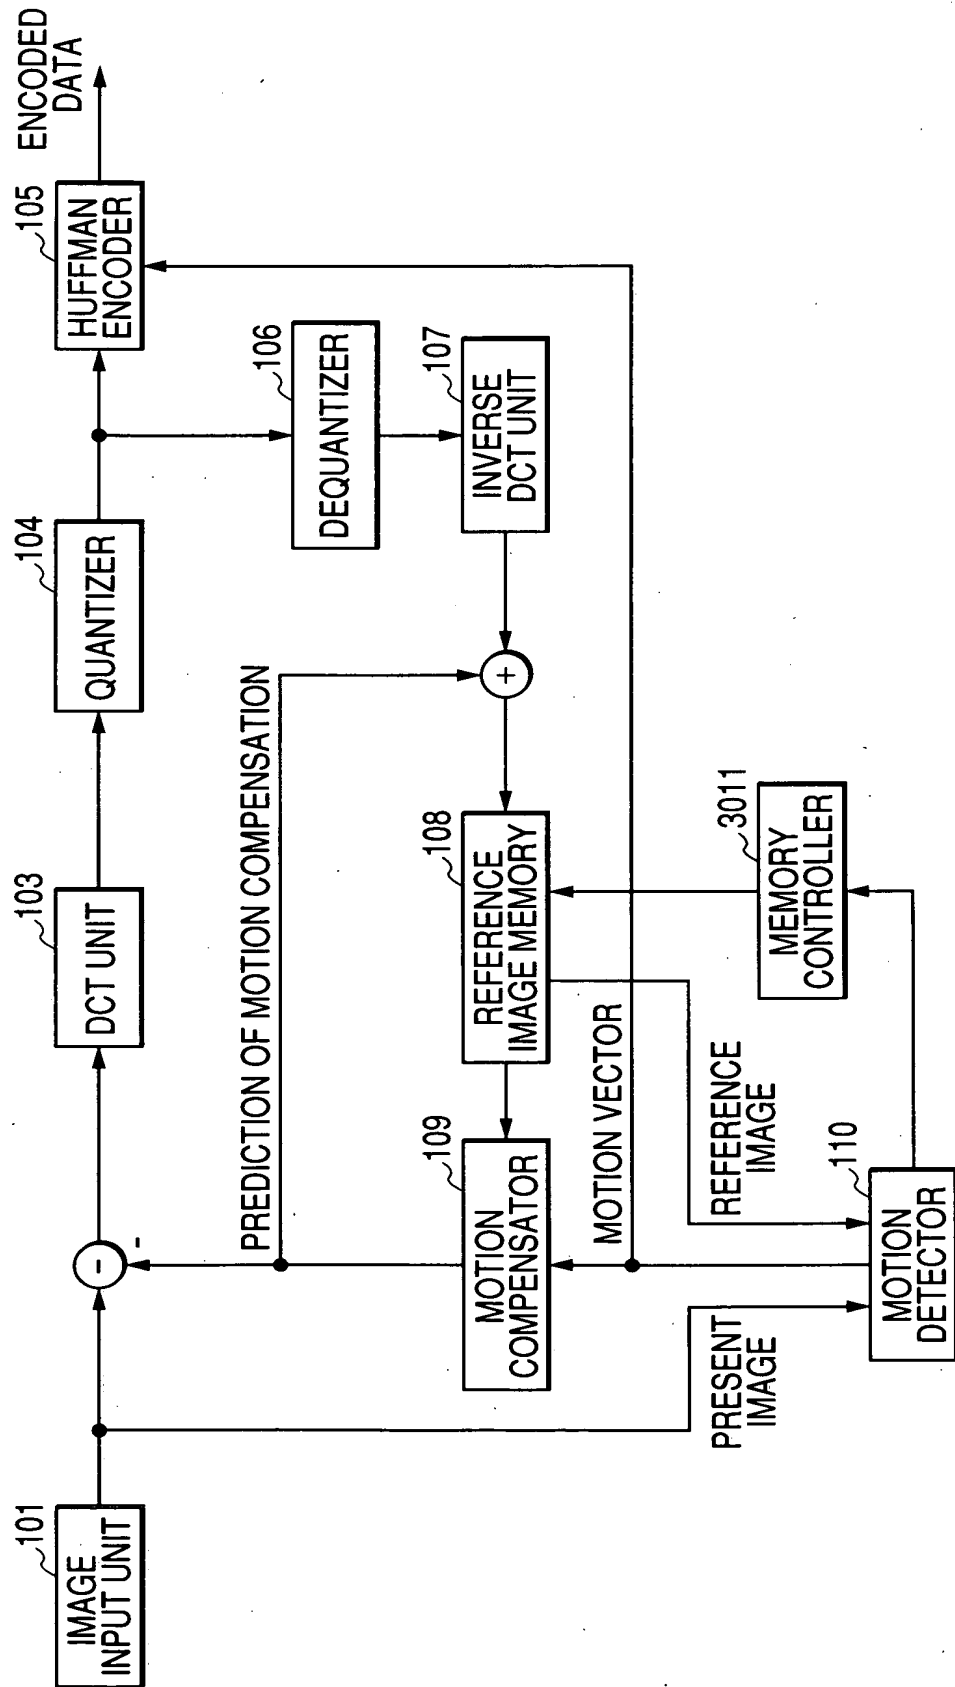 101
IMAGE
INPUT UNIT
-
-
103
DCT UNIT
104
QUANTIZER
105
HUFFMAN
ENCODER
ENCODED
DATA
PREDICTION OF MOTION COMPENSATION
106
DEQUANTIZER
109
MOTION
COMPENSATOR
108
REFERENCE
IMAGE MEMORY
+
107
INVERSE
DCT UNIT
MOTION VECTOR
PRESENT
IMAGE
REFERENCE
IMAGE
3011
MEMORY
CONTROLLER
110
MOTION
DETECTOR